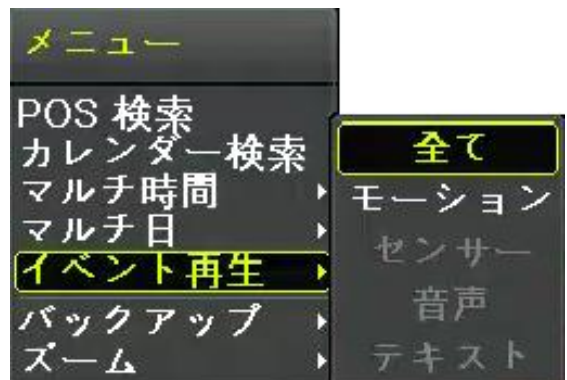 メニュー
POS 検索
カレンダー検索
マルチ時間
マルチ日
イベント再生
バックアップ
ズーム
全て
モーション
センサー
音声
テキスト